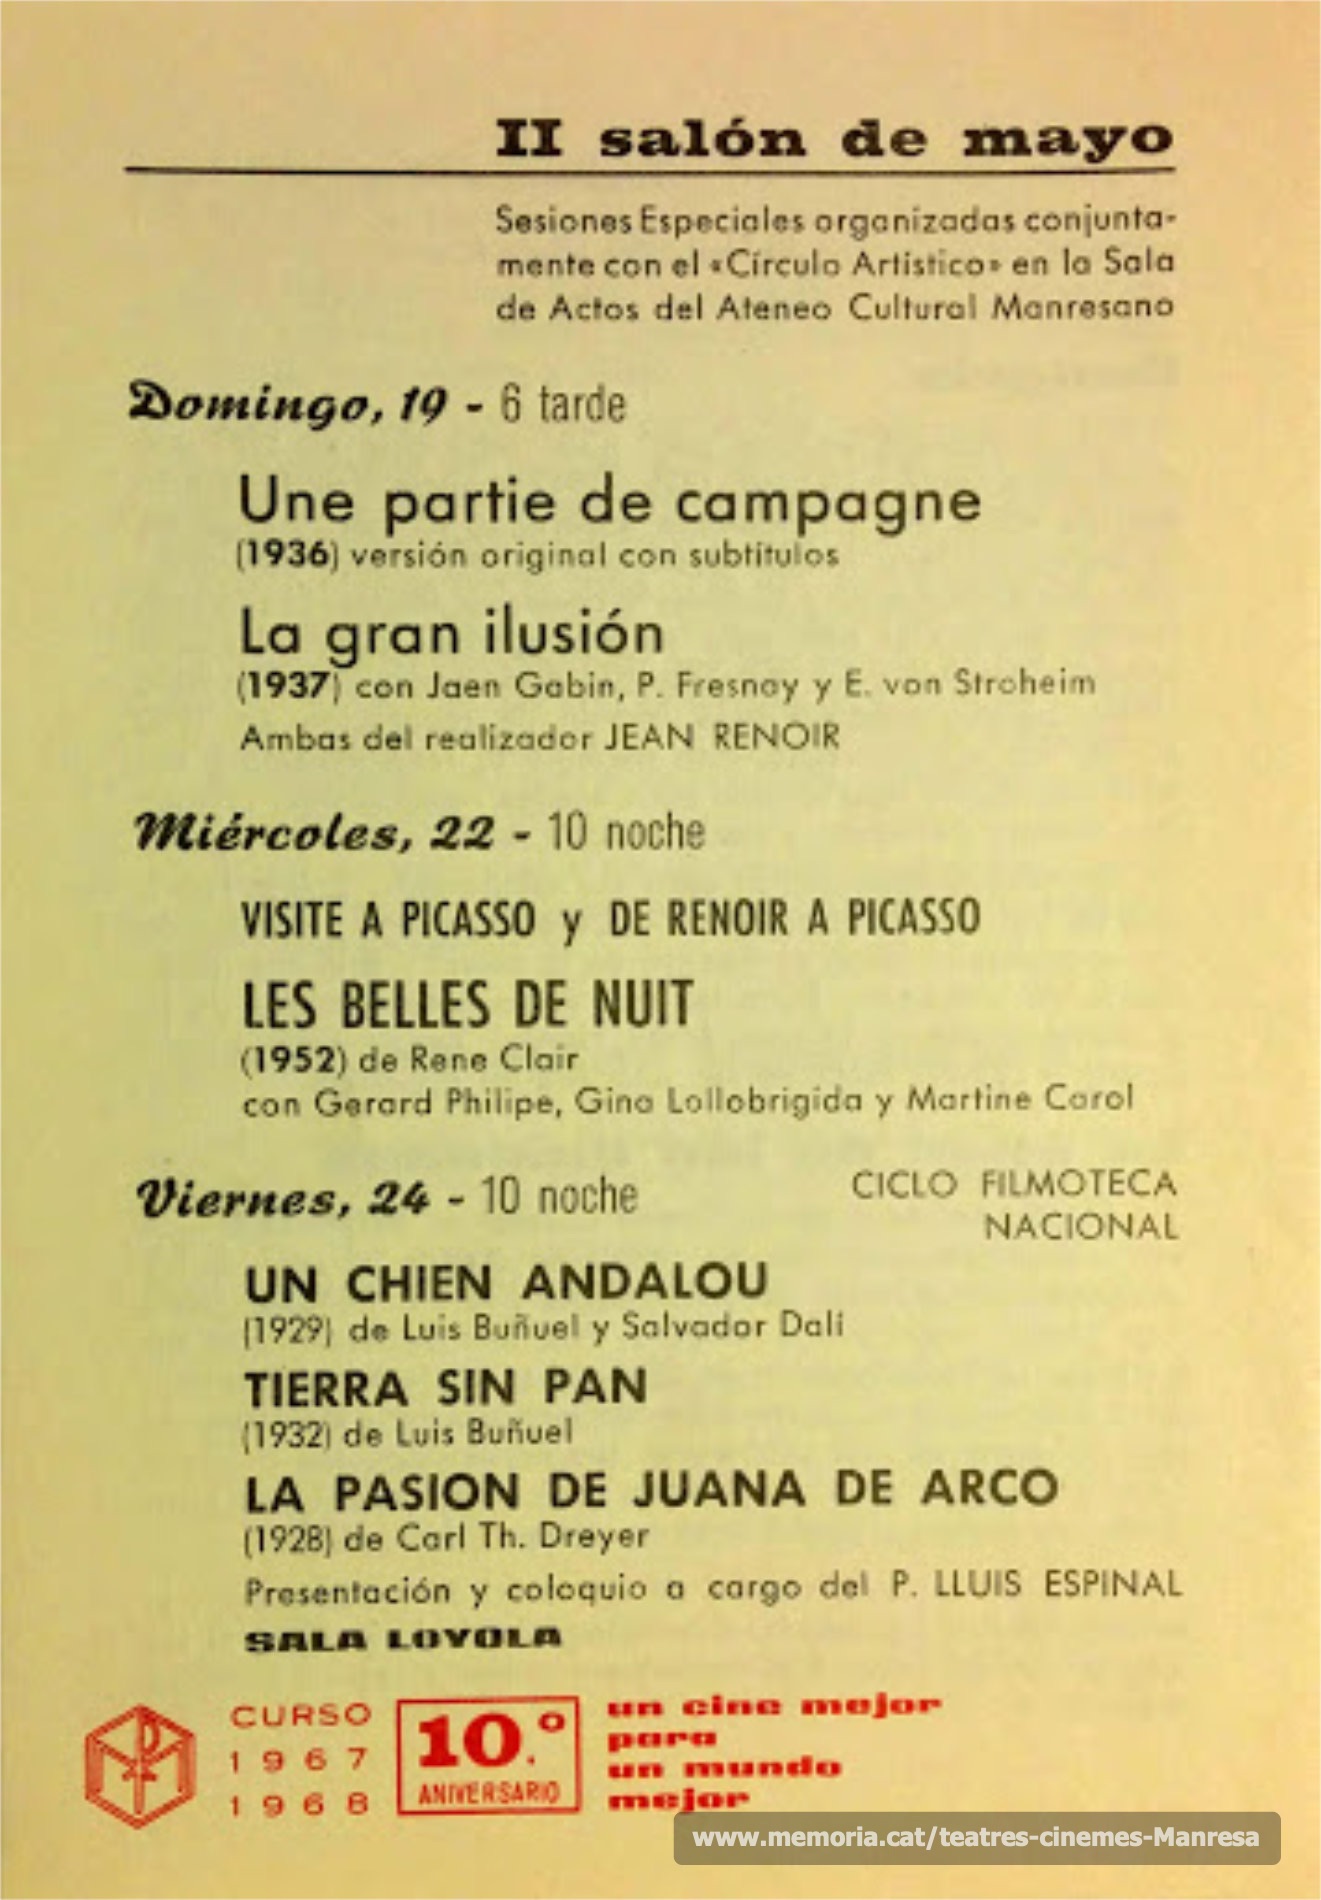 II salón de mayo
Sesiones Especiales organizadas conjunta-
mente con el «Círculo Artístico» en la Sala
de Actos del Ateneo Cultural Manresano
Domingo, 19 - 6 tarde
Une partie de campagne
(1936) versión original con subtítulos
La gran ilusión
(1937) con Jaen Gabin, P. Fresnay y E. von Stroheim
Ambas del realizador JEAN RENOIR
Miércoles, 22 - 10 noche
VISITE A PICASSO y DE RENOIR A PICASSO
LES BELLES DE NUIT
(1952) de Rene Clair
con Gerard Philipe, Gina Lollobrigida y Martine Carol
Viernes, 24 - 10 noche
CICLO FILMOTECA
NACIONAL
UN CHIEN ANDALOU
(1929) de Luis Buñuel y Salvador Dalí
TIERRA SIN PAN
(1932) de Luis Buñuel
LA PASION DE JUANA DE ARCO
(1928) de Carl Th. Dreyer
Presentación y coloquio a cargo del P. LLUIS ESPINAL
SALA LOYOLA
CURSO
1967
1968
10.º
ANIVERSARIO
un cine mejor
para
un mundo
mejor
www.memoria.cat/teatres-cinemes-Manresa